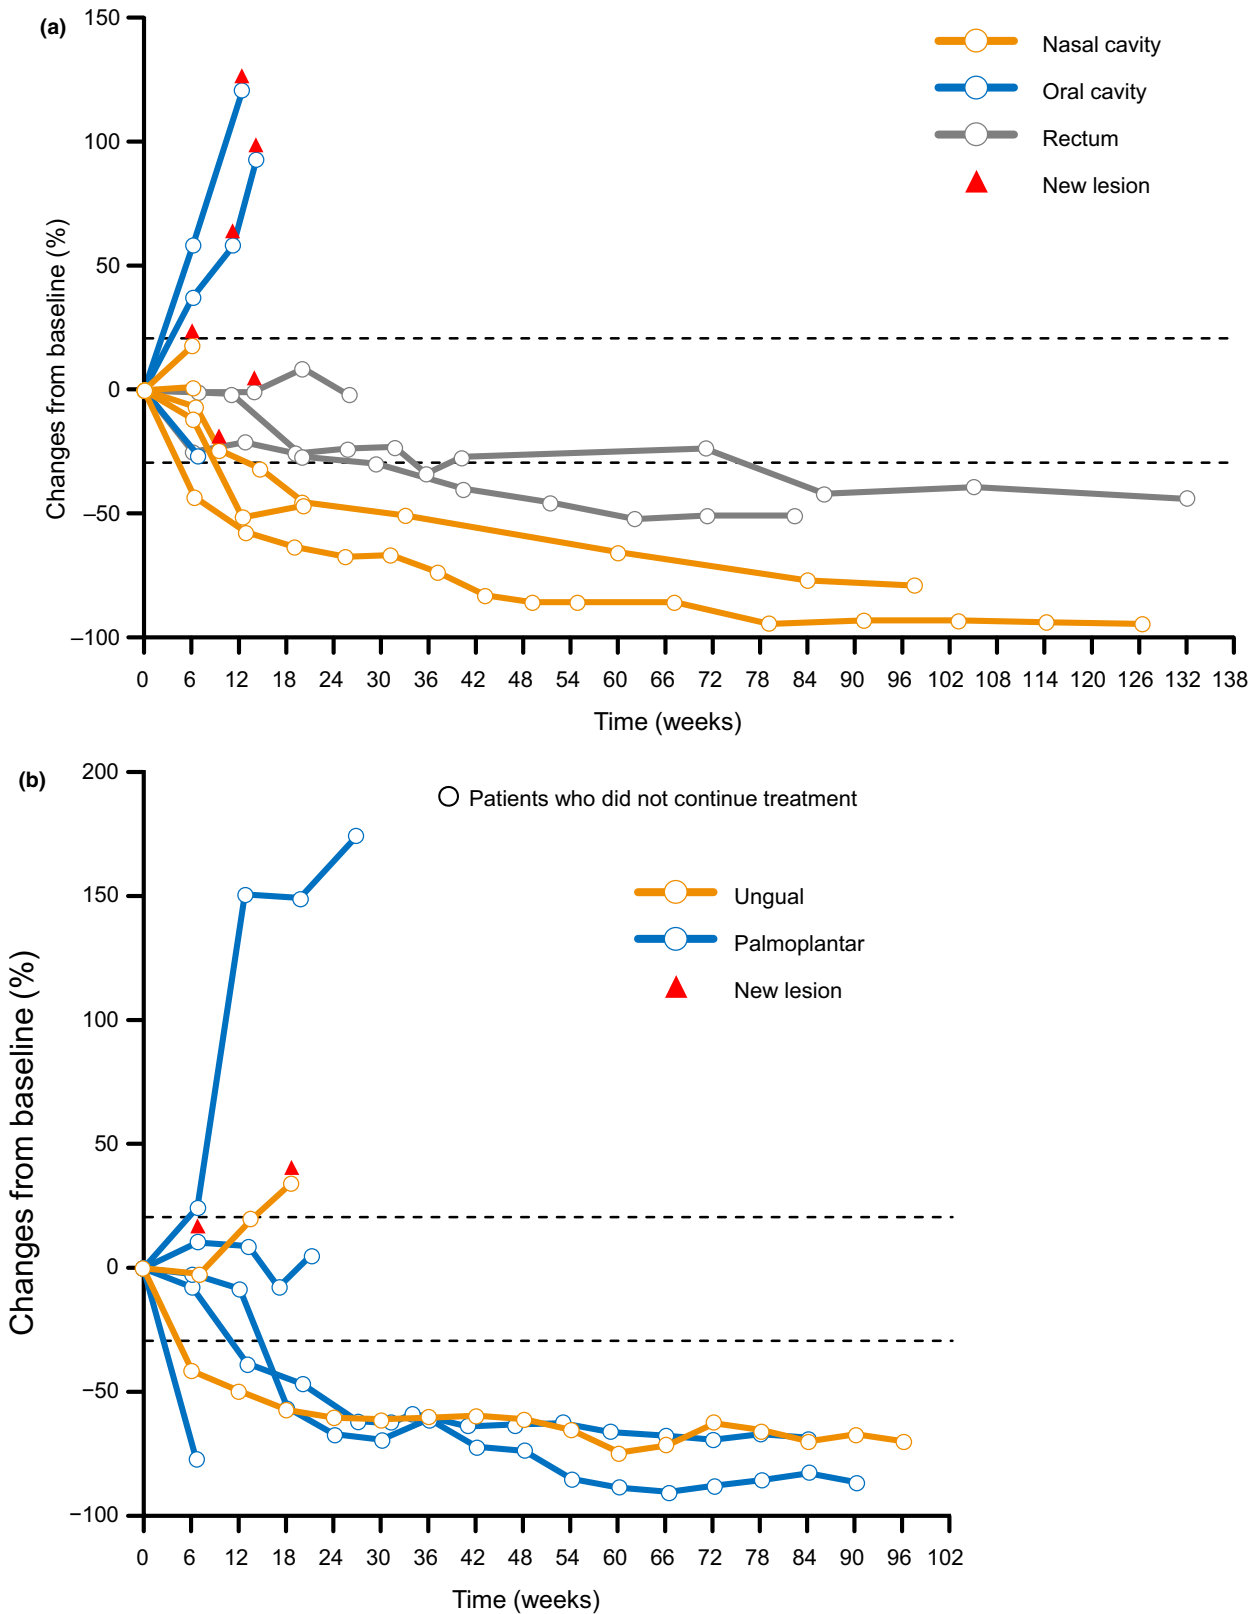 (a)
150
100
50
0
−50
−100
Changes from baseline (%)
Nasal cavity
Oral cavity
Rectum
New lesion
0 6 12 18 24 30 36 42 48 54 60 66 72 78 84 90 96 102 108 114 120 126 132 138
Time (weeks)
(b)
200
150
100
50
0
−50
−100
Changes from baseline (%)
Patients who did not continue treatment
Ungual
Palmoplantar
New lesion
0 6 12 18 24 30 36 42 48 54 60 66 72 78 84 90 96 102
Time (weeks)